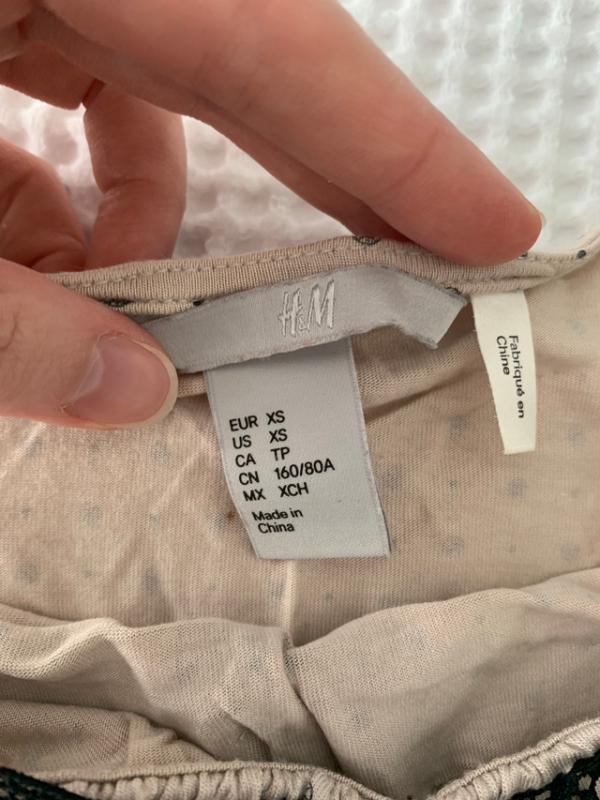 H&M
EUR XS
US XS
CA TP
CN 160/80A
MX XCH
Made in
China
Fabriqué en
Chine